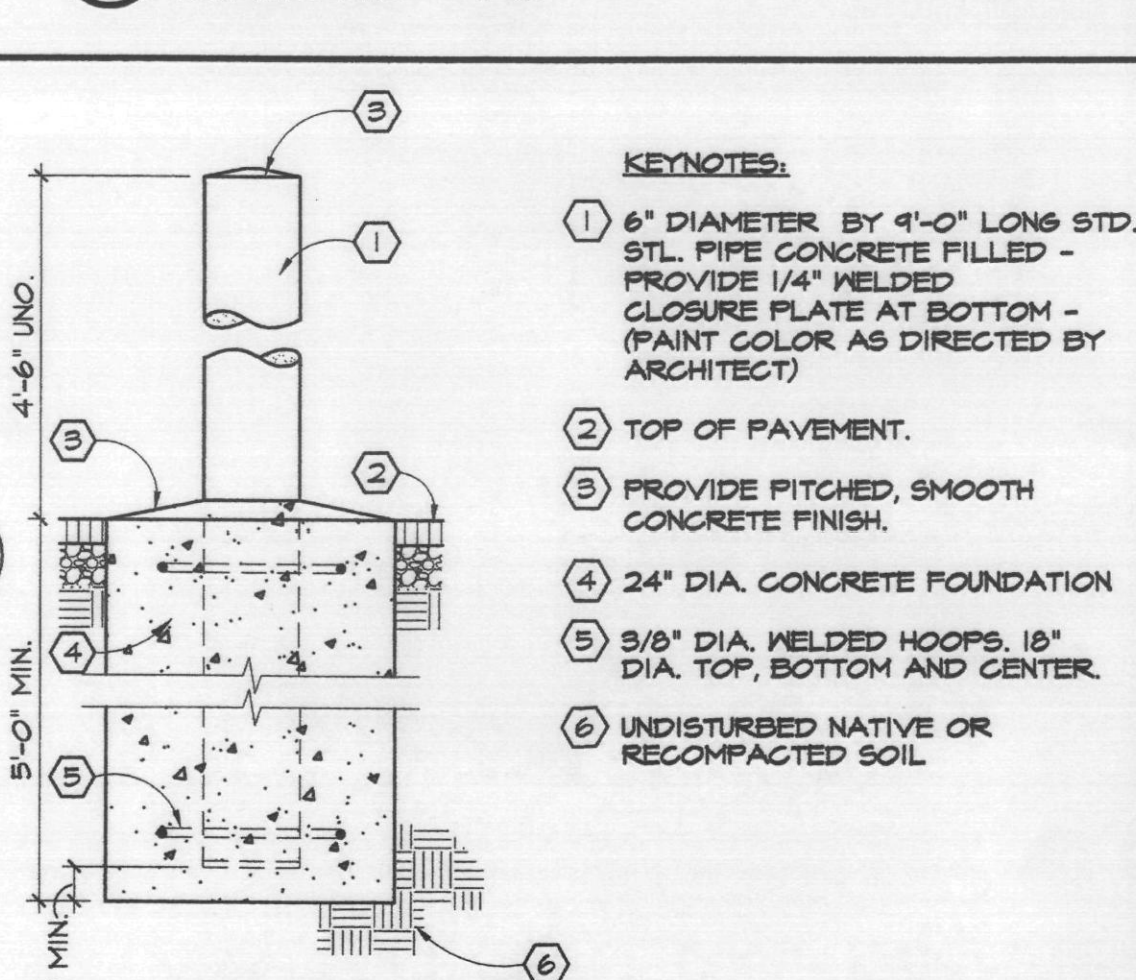 3
1
4'-6" UNO.
3
2
4
5'-0" MIN.
5
MIN.
6
KEYNOTES:
1 6" DIAMETER BY 9'-0" LONG STD.
STL. PIPE CONCRETE FILLED -
PROVIDE 1/4" WELDED
CLOSURE PLATE AT BOTTOM -
(PAINT COLOR AS DIRECTED BY
ARCHITECT)
2 TOP OF PAVEMENT.
3 PROVIDE PITCHED, SMOOTH
CONCRETE FINISH.
4 24" DIA. CONCRETE FOUNDATION
5 3/8" DIA. WELDED HOOPS. 18"
DIA. TOP, BOTTOM AND CENTER.
6 UNDISTURBED NATIVE OR
RECOMPACTED SOIL